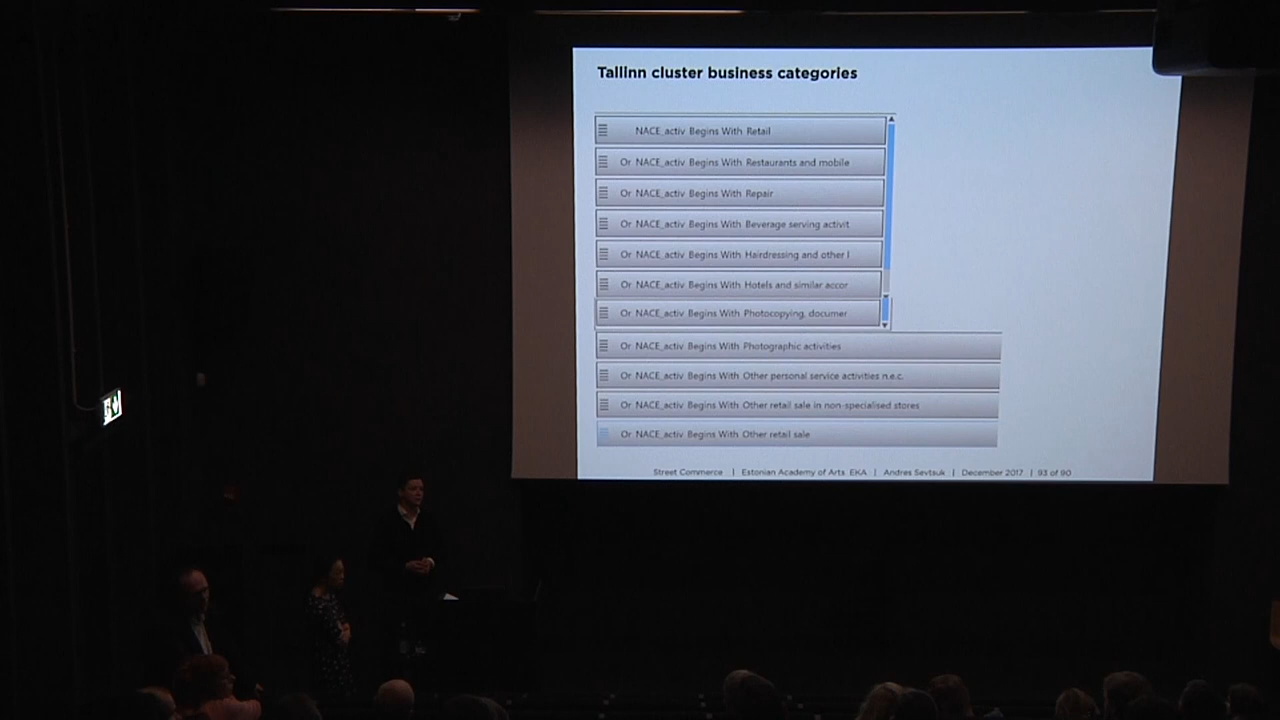 Tallinn cluster business categories
NACE_activ Begins With Retail
Or NACE_activ Begins With Restaurants and mobile
Or NACE_activ Begins With Repair
Or NACE_activ Begins With Beverage serving activit
Or NACE_activ Begins With Hairdressing and other l
Or NACE_activ Begins With Hotels and similar accor
Or NACE_activ Begins With Photocopying, documer
Or NACE_activ Begins With Photographic activities
Or NACE_activ Begins With Other personal service activities n.e.c.
Or NACE_activ Begins With Other retail sale in non-specialised stores
Or NACE_activ Begins With Other retail sale
Street Commerce | Estonian Academy of Arts EKA | Andres Sevtsuk | December 2017 | 93 of 90